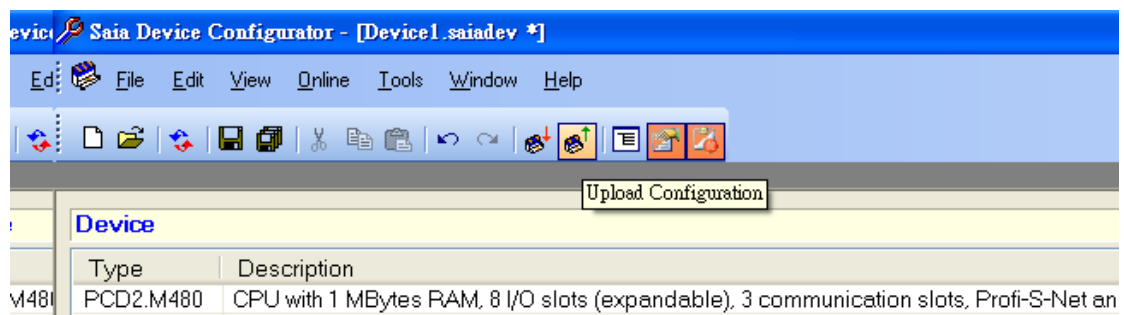 Saia Device Configurator - [Device1.saiadev *]
Ed File Edit View Online Tools Window Help
Upload Configuration
Device
Type Description
PCD2.M480 CPU with 1 MBytes RAM, 8 I/O slots (expandable), 3 communication slots, Profi-S-Net an